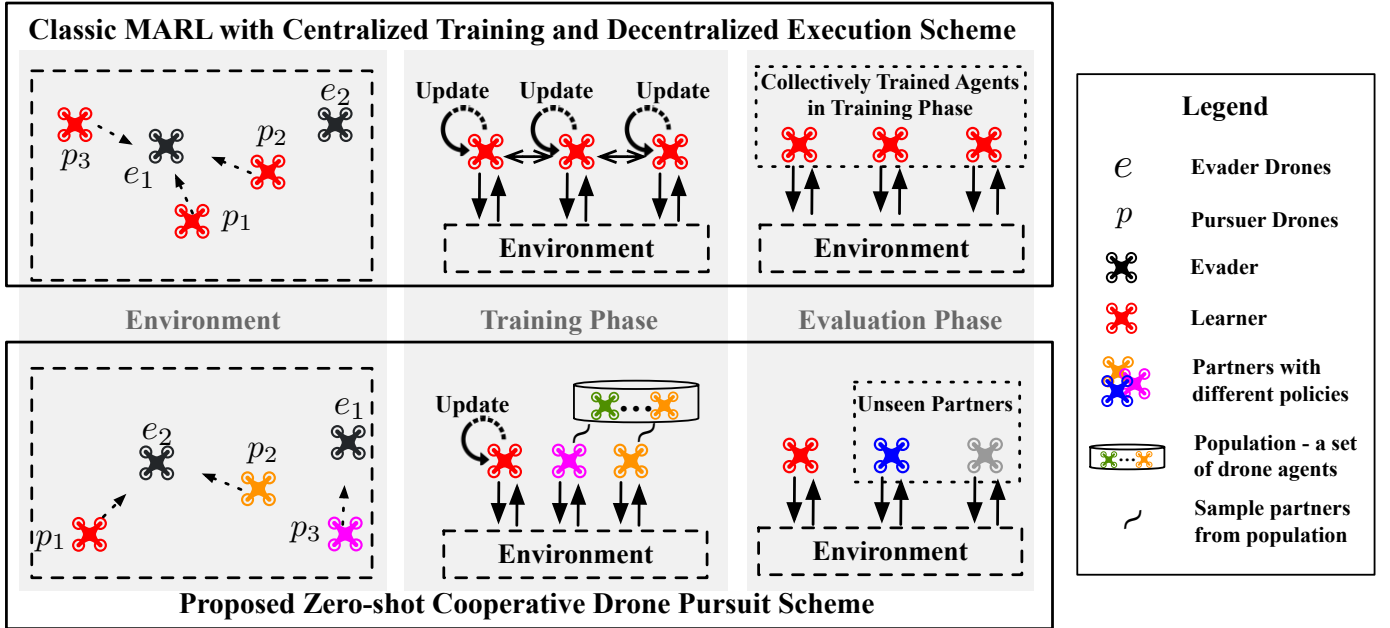 Classic MARL with Centralized Training and Decentralized Execution Scheme
e2
p3
e1
p2
p1
Update
Update
Update
Environment
Collectively Trained Agents
in Training Phase
Environment
Environment
Training Phase
Evaluation Phase
e2
e1
p2
p1
p3
Update
Environment
Unseen Partners
Environment
Proposed Zero-shot Cooperative Drone Pursuit Scheme
Legend
e Evader Drones
p Pursuer Drones
Evader
Learner
Partners with
different policies
Population - a set
of drone agents
Sample partners
from population